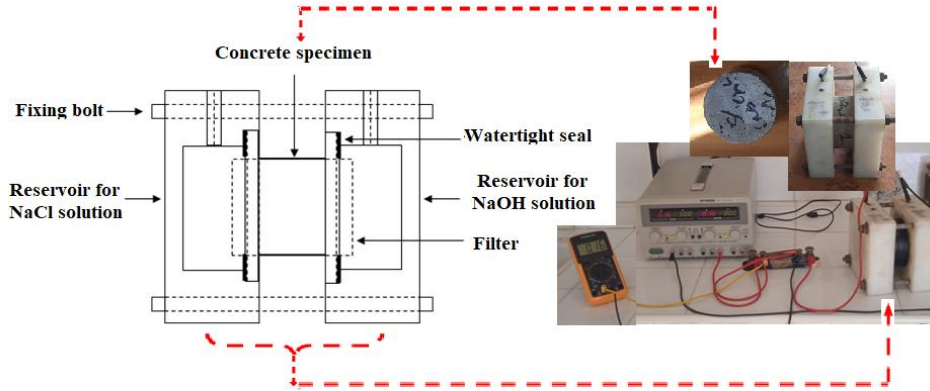 Concrete specimen
Fixing bolt
Watertight seal
Reservoir for
NaCl solution
Reservoir for
NaOH solution
Filter